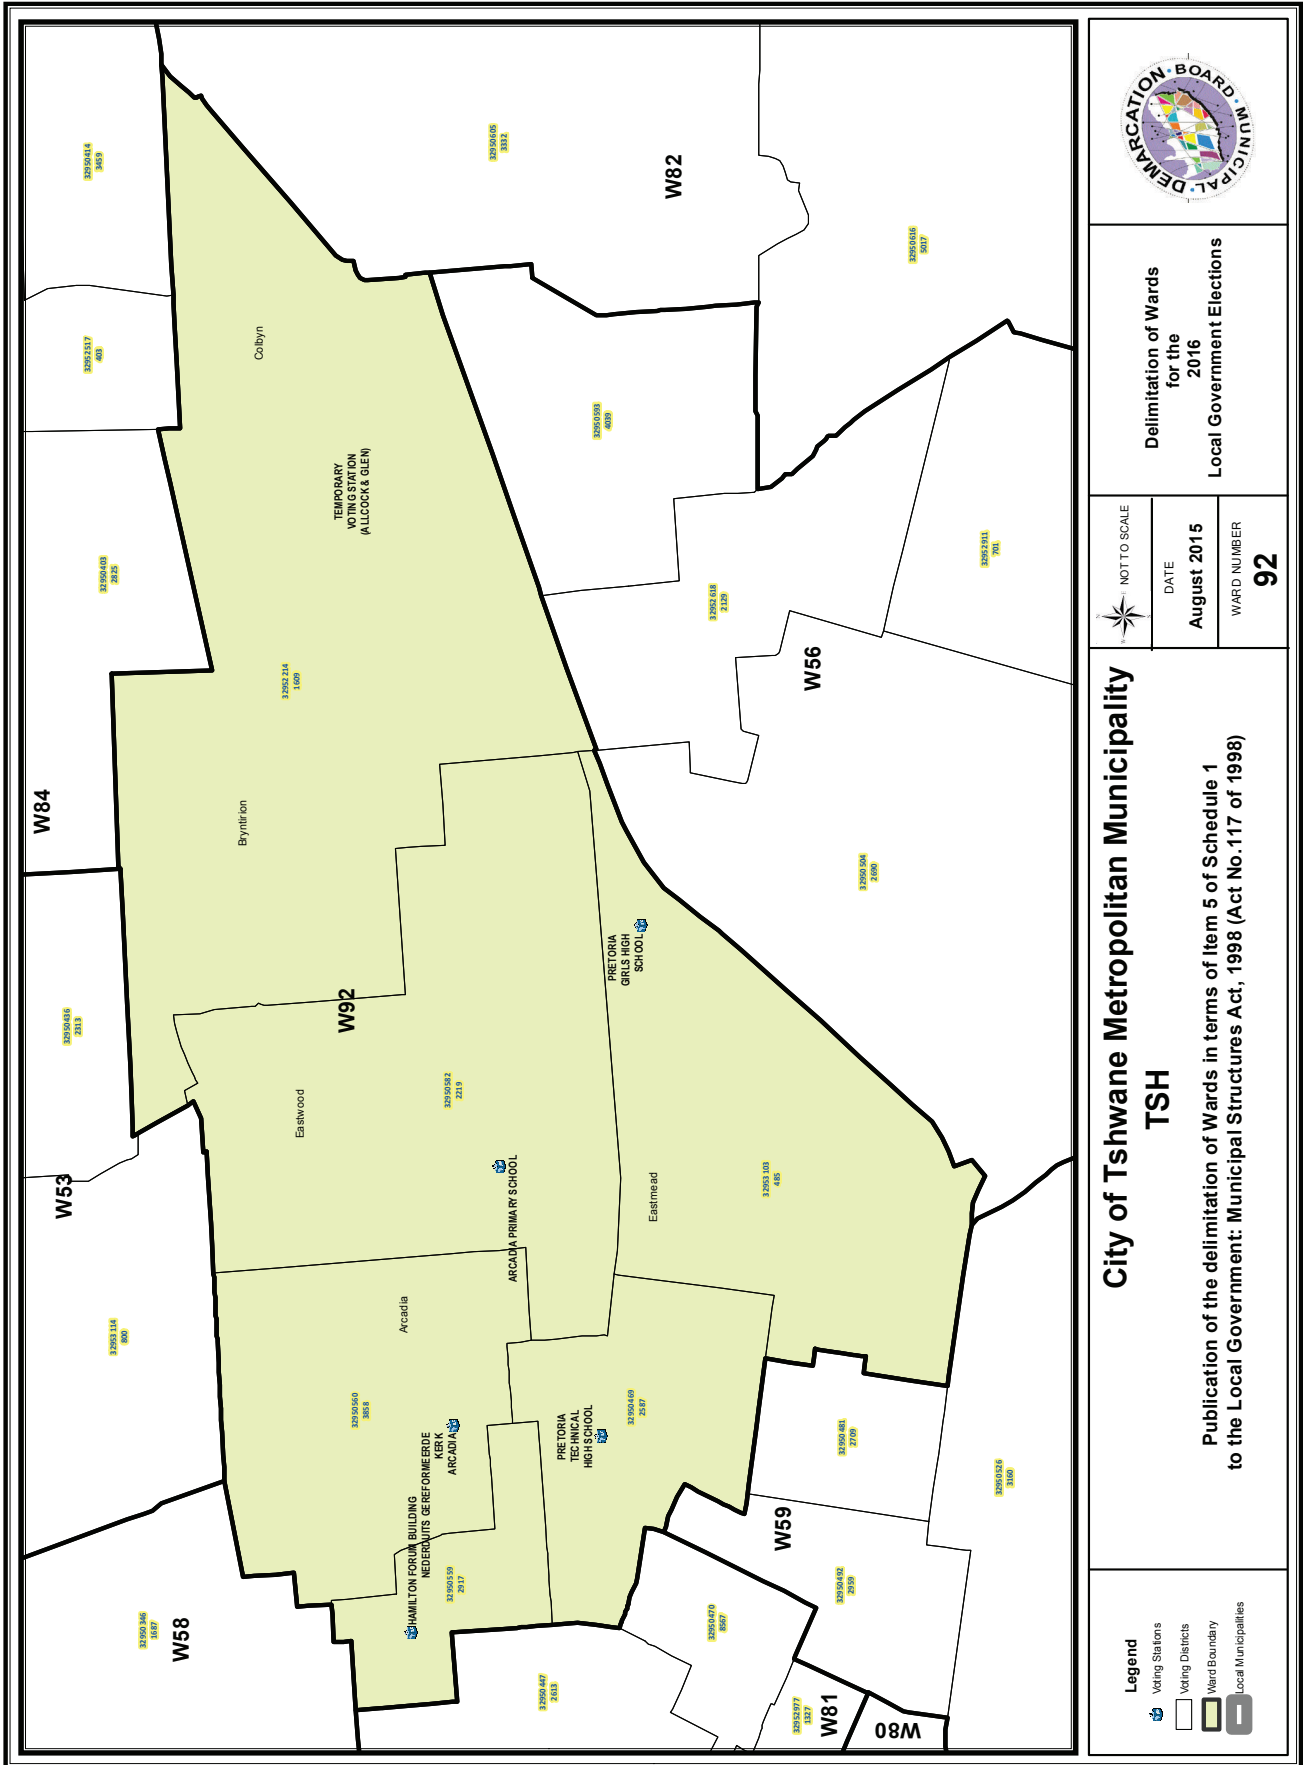 32950414
3459
32952517
403
32950403
2825
W84
32950436
2313
W53
32953114
800
32950346
1687
W58
Colbyn
TEMPORARY
VOTING STATION
(ALLCOCK & GLEN)
32952214
1609
Bryntirion
W92
Eastwood
32950582
2219
ARCADIA PRIMARY SCHOOL
Arcadia
32950560
3858
NEDERDUITS GEREFORMEERDE
KERK
ARCADIA
HAMILTON FORUM BUILDING
32950559
2917
32950605
3332
W82
32950616
5017
32950593
4039
32952618
2129
32952911
701
W56
32950504
2690
PRETORIA
GIRLS HIGH
SCHOOL
Eastmead
32953103
485
PRETORIA
TECHNICAL
HIGH SCHOOL
32950469
2587
32950481
2709
32950526
3160
W59
32950492
2959
32950470
8567
32950447
2613
32952977
1327
W81
W80
Legend
Voting Stations
Voting Districts
Ward Boundary
Local Municipalities
City of Tshwane Metropolitan Municipality
TSH
Publication of the delimitation of Wards in terms of Item 5 of Schedule 1
to the Local Government: Municipal Structures Act, 1998 (Act No.117 of 1998)
NOT TO SCALE
DATE
August 2015
WARD NUMBER
92
Delimitation of Wards
for the
2016
Local Government Elections
MUNICIPAL DEMARCATION BOARD